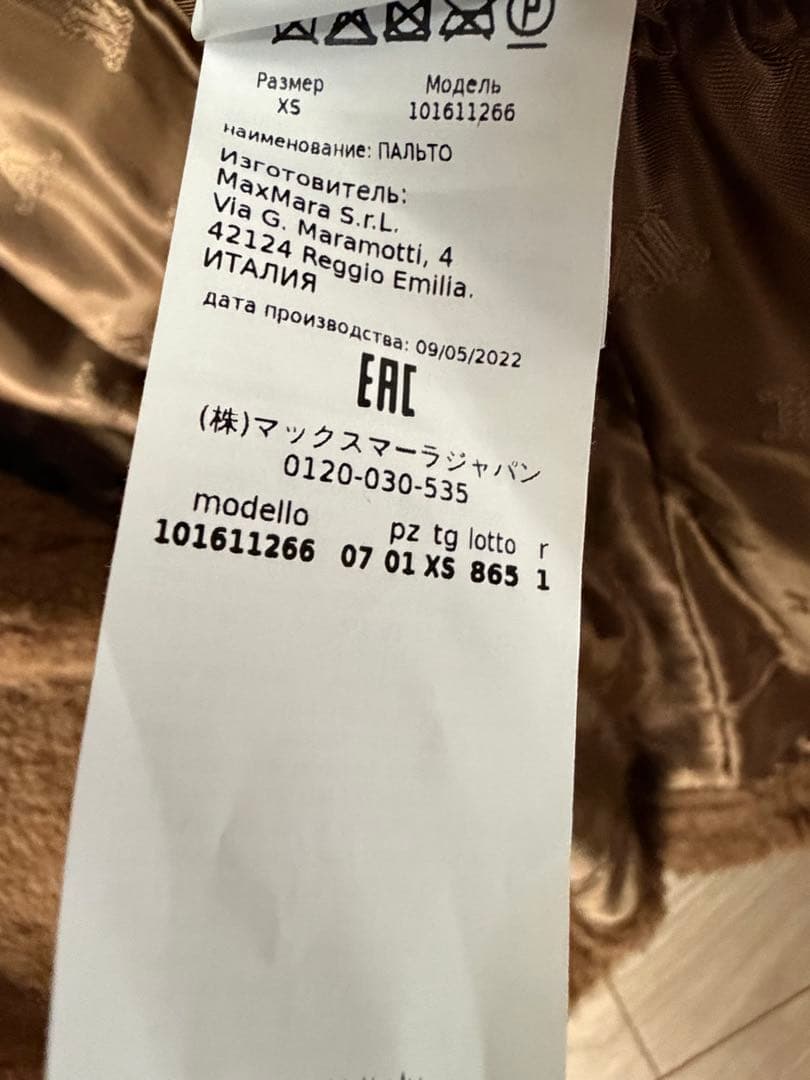 P
Размер Модель
XS 101611266
наименование: ПАЛЬТО
Изготовитель:
MaxMara S.r.L.
Via G. Maramotti, 4
42124 Reggio Emilia.
ИТАЛИЯ
дата производства: 09/05/2022
EAC
(株)マックスマーラジャパン
0120-030-535
modello pz tg lotto r
101611266 07 01 XS 865 1